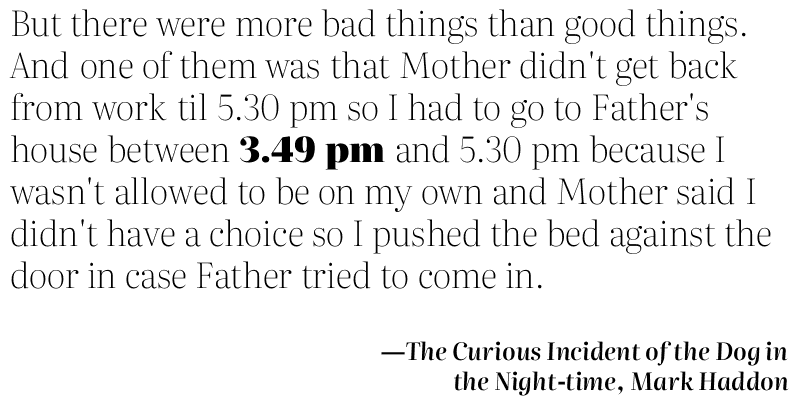 But there were more bad things than good things.
And one of them was that Mother didn't get back
from work til 5.30 pm so I had to go to Father's
house between 3.49 pm and 5.30 pm because I
wasn't allowed to be on my own and Mother said I
didn't have a choice so I pushed the bed against the
door in case Father tried to come in.
—The Curious Incident of the Dog in
the Night-time, Mark Haddon